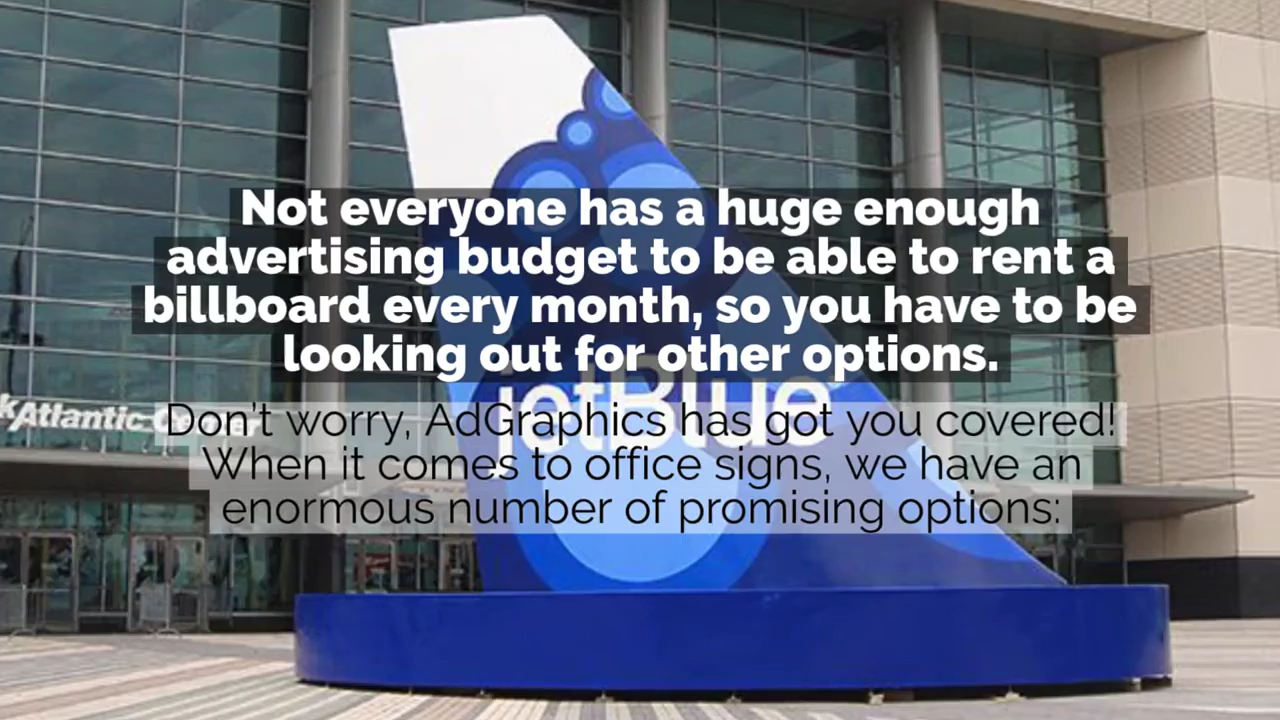 Not everyone has a huge enough
advertising budget to be able to rent a
billboard every month, so you have to be
looking out for other options.
jetBlue
Don't worry, AdGraphics has got you covered!
When it comes to office signs, we have an
enormous number of promising options:
kAtlantic